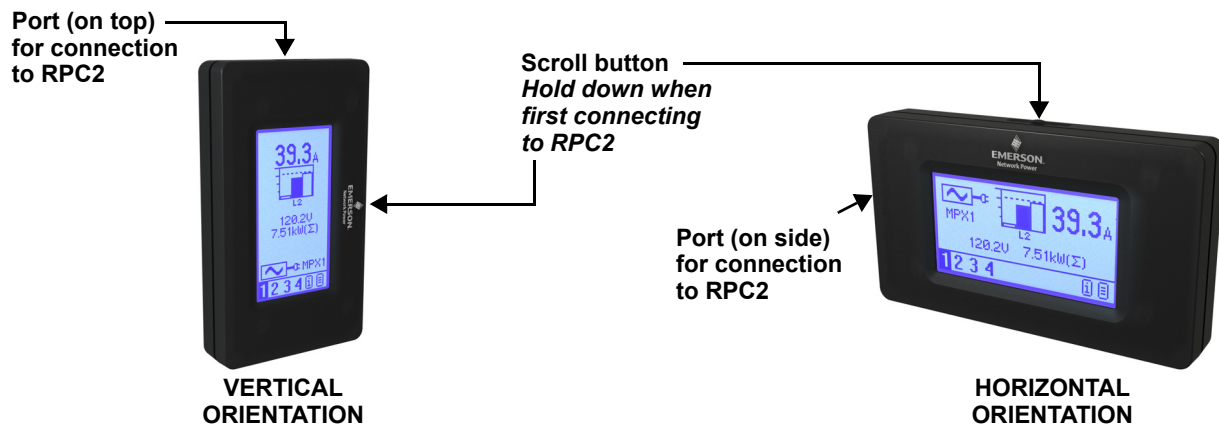 Port (on top)
for connection
to RPC2
Scroll button
Hold down when
first connecting
to RPC2
39.3A
L2
120.2V
7.51kW(Σ)
MPX1
1 2 3 4 i
EMERSON.
Network Power
VERTICAL
ORIENTATION
Port (on side)
for connection
to RPC2
EMERSON.
Network Power
MPX1
L2
39.3A
120.2V 7.51kW(Σ)
1 2 3 4 i
HORIZONTAL
ORIENTATION